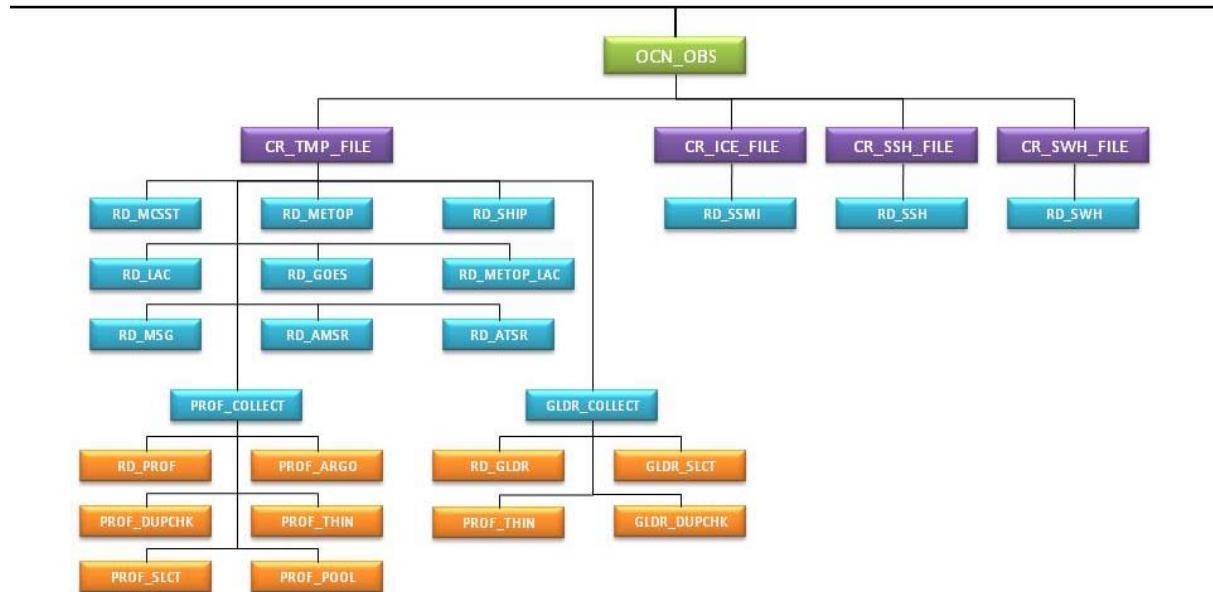 OCN_OBS
CR_TMP_FILE
CR_ICE_FILE
CR_SSH_FILE
CR_SWH_FILE
RD_MCSST
RD_METOP
RD_SHIP
RD_SSMI
RD_SSH
RD_SWH
RD_LAC
RD_GOES
RD_METOP_LAC
RD_MSG
RD_AMSR
RD_ATSR
PROF_COLLECT
GLDR_COLLECT
RD_PROF
PROF_ARGO
RD_GLDR
GLDR_SLCT
PROF_DUPCHK
PROF_THIN
PROF_THIN
GLDR_DUPCHK
PROF_SLCT
PROF_POOL